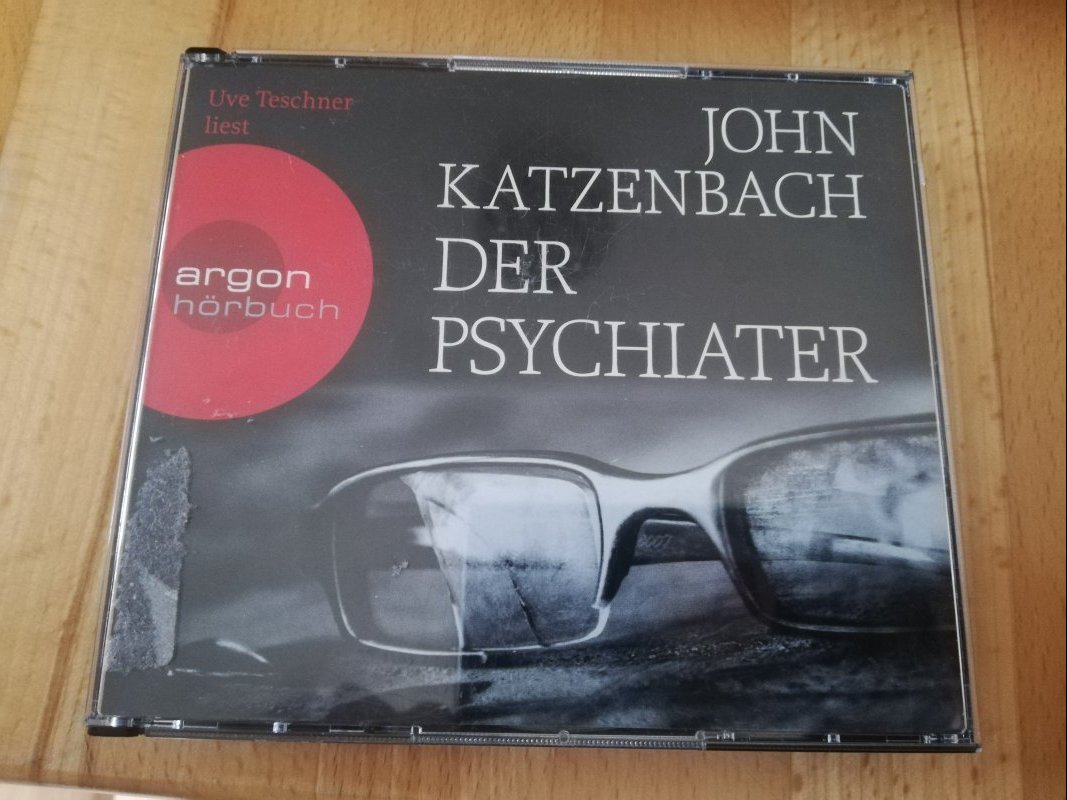 Uve Teschner
liest
argon
hörbuch
JOHN
KATZENBACH
DER
PSYCHIATER